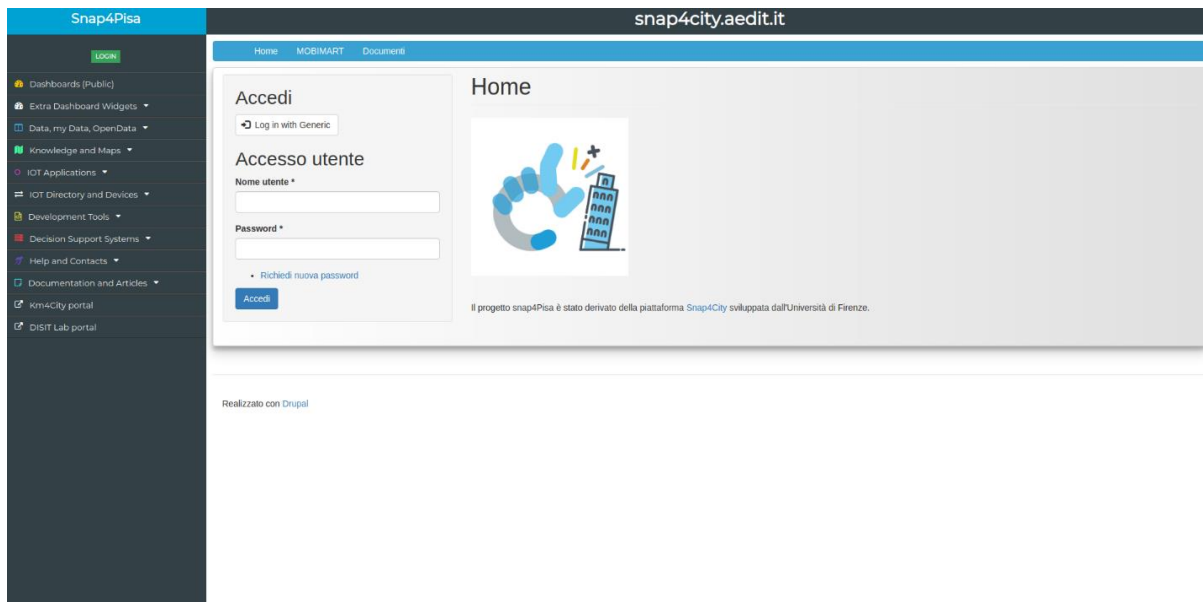 Snap4Pisa
snap4city.aedit.it
LOGIN
Dashboards (Public)
Extra Dashboard Widgets
Data, my Data, OpenData
Knowledge and Maps
IOT Applications
IOT Directory and Devices
Development Tools
Decision Support Systems
Help and Contacts
Documentation and Articles
Km4City portal
DISIT Lab portal
Home MOBIMART Documenti
Accedi
Log in with Generic
Accesso utente
Nome utente *
Password *
Richiedi nuova password
Accedi
Home
Il progetto snap4Pisa è stato derivato della piattaforma Snap4City sviluppata dall'Università di Firenze.
Realizzato con Drupal